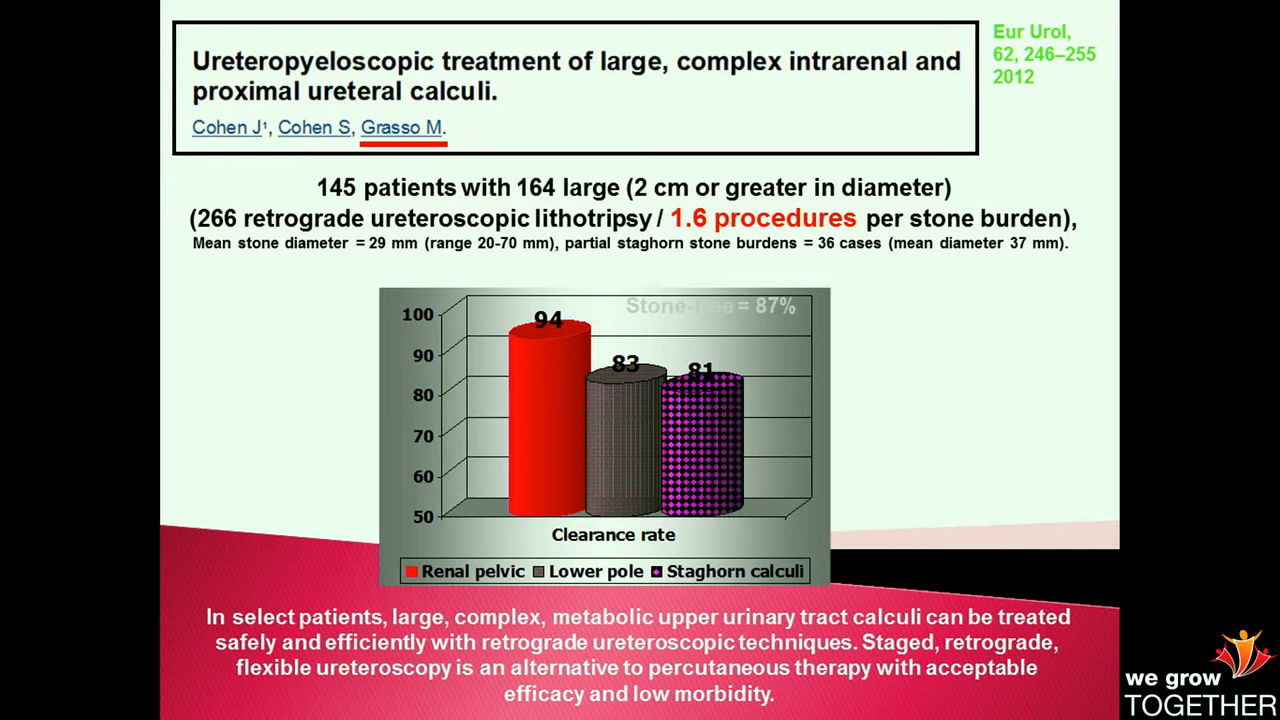 Ureteropyeloscopic treatment of large, complex intrarenal and
proximal ureteral calculi.
Cohen J¹, Cohen S, Grasso M.
Eur Urol,
62, 246–255
2012
145 patients with 164 large (2 cm or greater in diameter)
(266 retrograde ureteroscopic lithotripsy / 1.6 procedures per stone burden),
Mean stone diameter = 29 mm (range 20-70 mm), partial staghorn stone burdens = 36 cases (mean diameter 37 mm).
Stone-free = 87%
100
90
80
70
60
50
94
83
81
Clearance rate
Renal pelvic Lower pole Staghorn calculi
In select patients, large, complex, metabolic upper urinary tract calculi can be treated
safely and efficiently with retrograde ureteroscopic techniques. Staged, retrograde,
flexible ureteroscopy is an alternative to percutaneous therapy with acceptable
efficacy and low morbidity.
we grow
TOGETHER